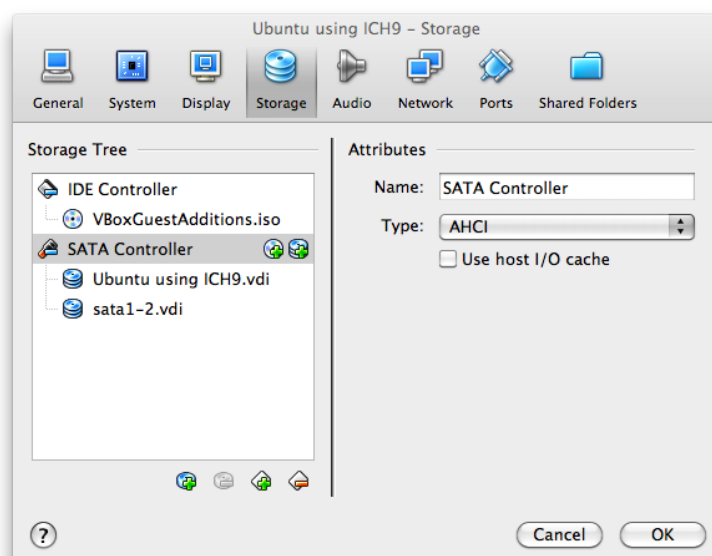 Ubuntu using ICH9 – Storage
General System Display Storage Audio Network Ports Shared Folders
Storage Tree
IDE Controller
VBoxGuestAdditions.iso
SATA Controller
Ubuntu using ICH9.vdi
sata1-2.vdi
Attributes
Name: SATA Controller
Type: AHCI
Use host I/O cache
?
Cancel OK